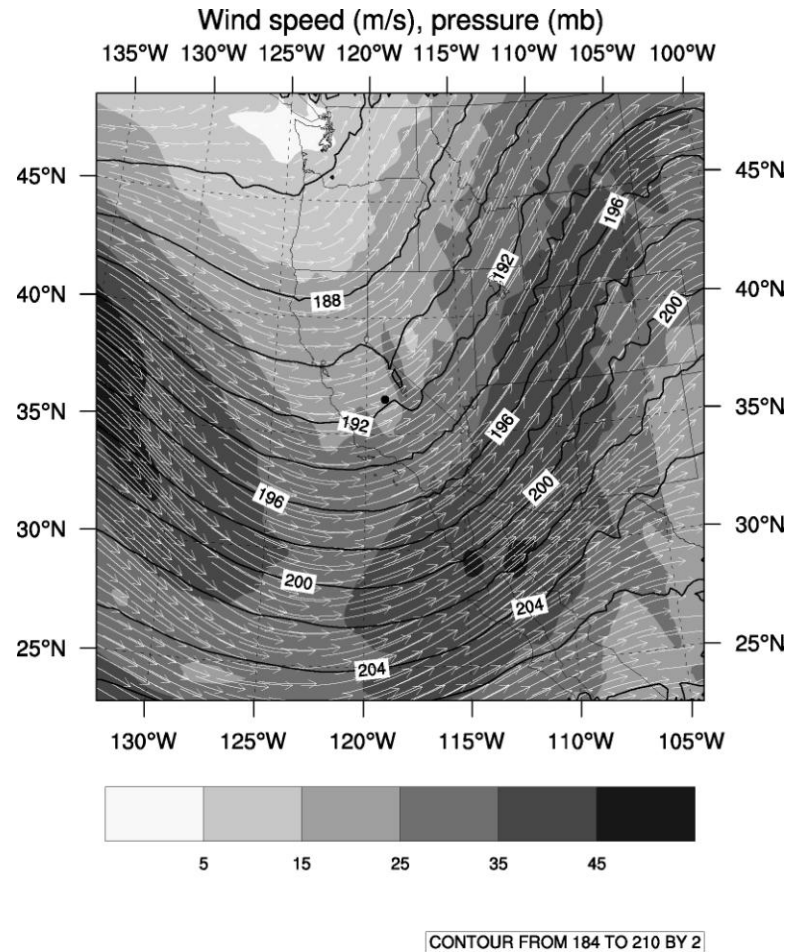 Wind speed (m/s), pressure (mb)
135°W 130°W 125°W 120°W 115°W 110°W 105°W 100°W
45°N 45°N
196
192
40°N 188 40°N
200
35°N 192 35°N
196
196
200
30°N 30°N
200
204
25°N 204 25°N
130°W 125°W 120°W 115°W 110°W 105°W
5 15 25 35 45
CONTOUR FROM 184 TO 210 BY 2